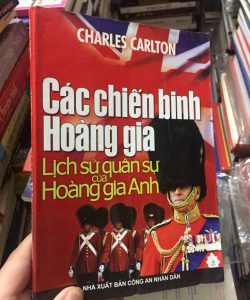 CHARLES CARLTON
Các chiến binh
Hoàng gia
Lịch sử quân sự
của
Hoàng gia Anh
NHÀ XUẤT BẢN CÔNG AN NHÂN DÂN